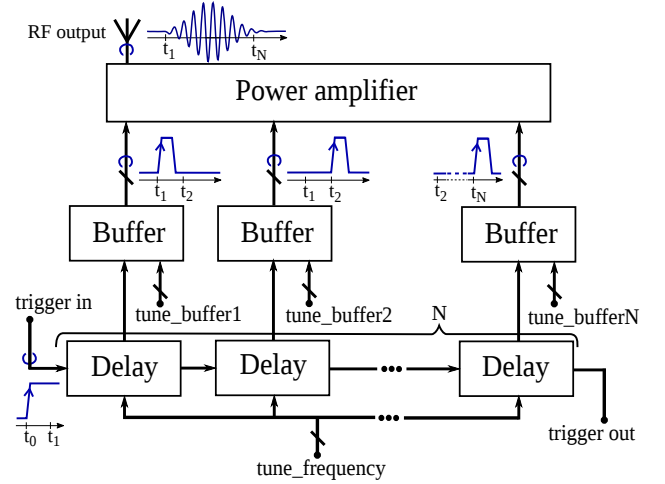 RF output
t1 tN
Power amplifier
t1 t2
t1 t2
t2 tN
Buffer Buffer Buffer
tune_buffer1 tune_buffer2 tune_bufferN
trigger in
N
Delay Delay Delay
t0 t1
trigger out
tune_frequency